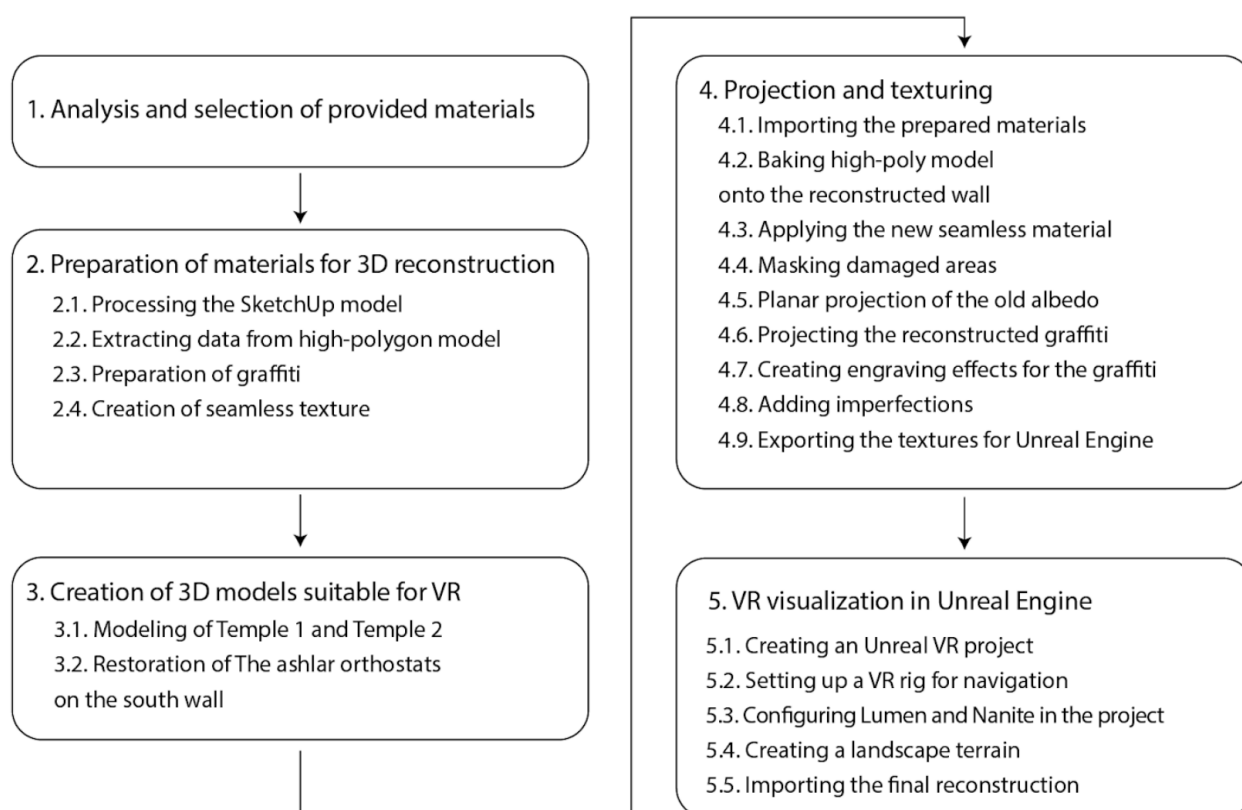 1. Analysis and selection of provided materials
2. Preparation of materials for 3D reconstruction
2.1. Processing the SketchUp model
2.2. Extracting data from high-polygon model
2.3. Preparation of graffiti
2.4. Creation of seamless texture
3. Creation of 3D models suitable for VR
3.1. Modeling of Temple 1 and Temple 2
3.2. Restoration of The ashlar orthostats
on the south wall
4. Projection and texturing
4.1. Importing the prepared materials
4.2. Baking high-poly model
onto the reconstructed wall
4.3. Applying the new seamless material
4.4. Masking damaged areas
4.5. Planar projection of the old albedo
4.6. Projecting the reconstructed graffiti
4.7. Creating engraving effects for the graffiti
4.8. Adding imperfections
4.9. Exporting the textures for Unreal Engine
5. VR visualization in Unreal Engine
5.1. Creating an Unreal VR project
5.2. Setting up a VR rig for navigation
5.3. Configuring Lumen and Nanite in the project
5.4. Creating a landscape terrain
5.5. Importing the final reconstruction